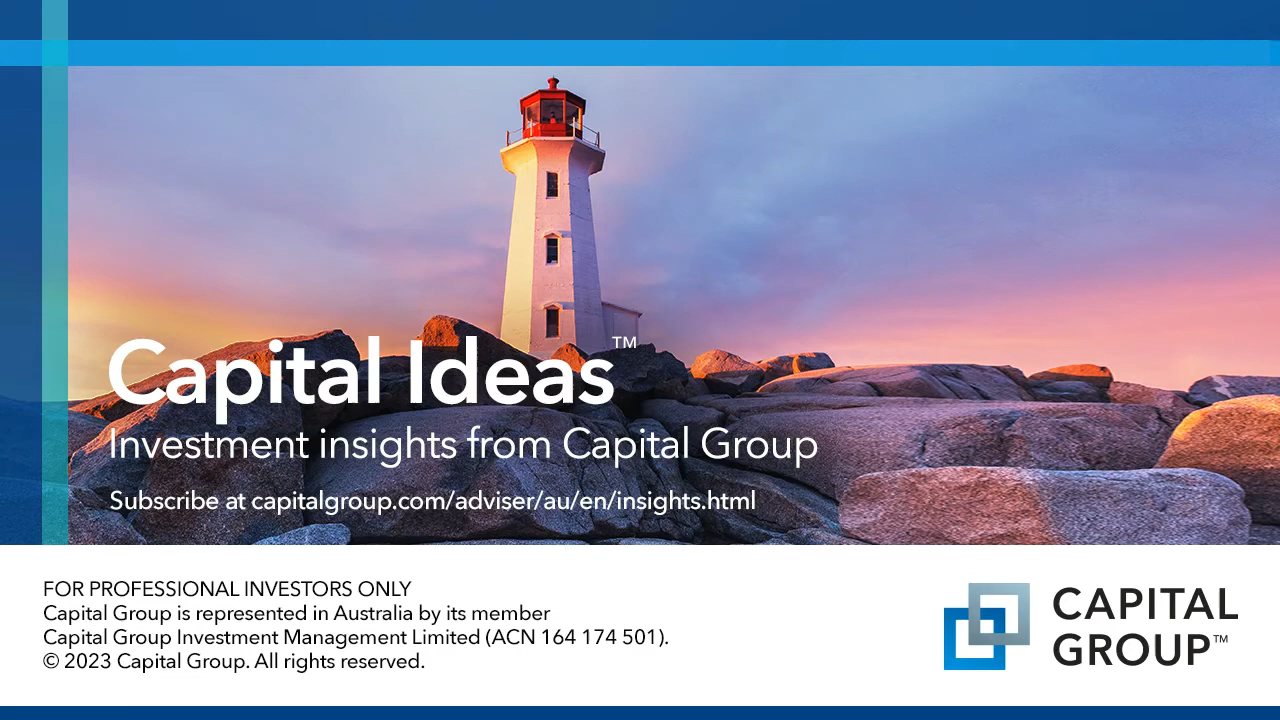 Capital Ideas™
Investment insights from Capital Group
Subscribe at capitalgroup.com/adviser/au/en/insights.html
FOR PROFESSIONAL INVESTORS ONLY
Capital Group is represented in Australia by its member
Capital Group Investment Management Limited (ACN 164 174 501).
© 2023 Capital Group. All rights reserved.
CAPITAL
GROUP™